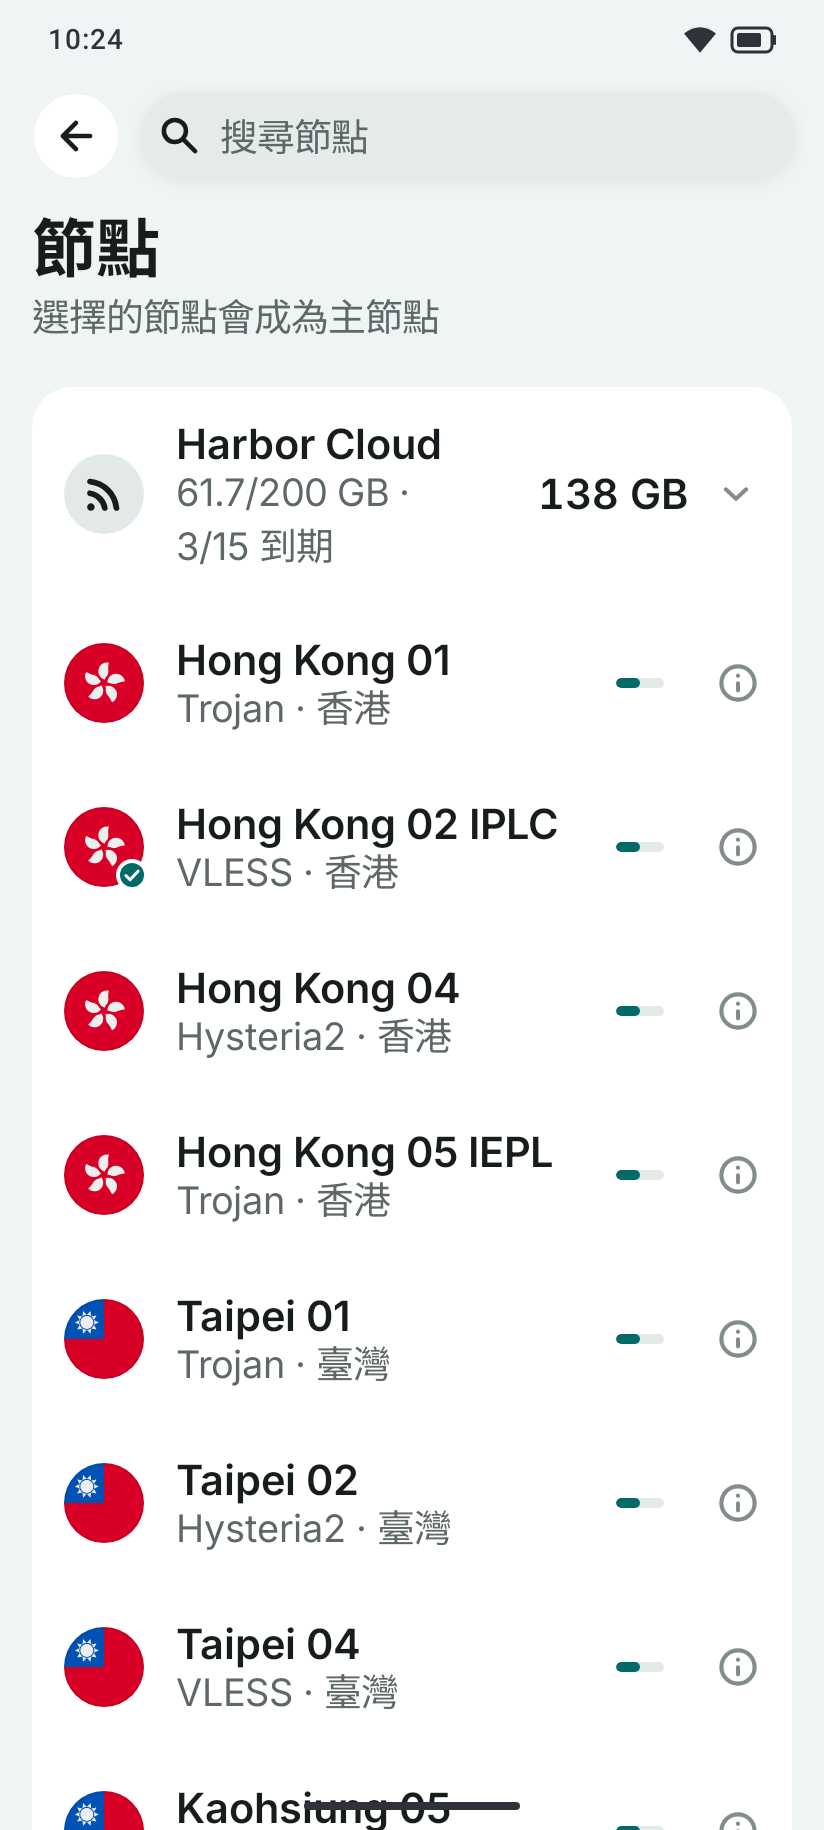 10:24
搜尋節點
節點
選擇的節點會成為主節點
Harbor Cloud
61.7/200 GB ·
3/15 到期
138 GB
Hong Kong 01
Trojan · 香港
Hong Kong 02 IPLC
VLESS · 香港
Hong Kong 04
Hysteria2 · 香港
Hong Kong 05 IEPL
Trojan · 香港
Taipei 01
Trojan · 臺灣
Taipei 02
Hysteria2 · 臺灣
Taipei 04
VLESS · 臺灣
Kaohsiung 05